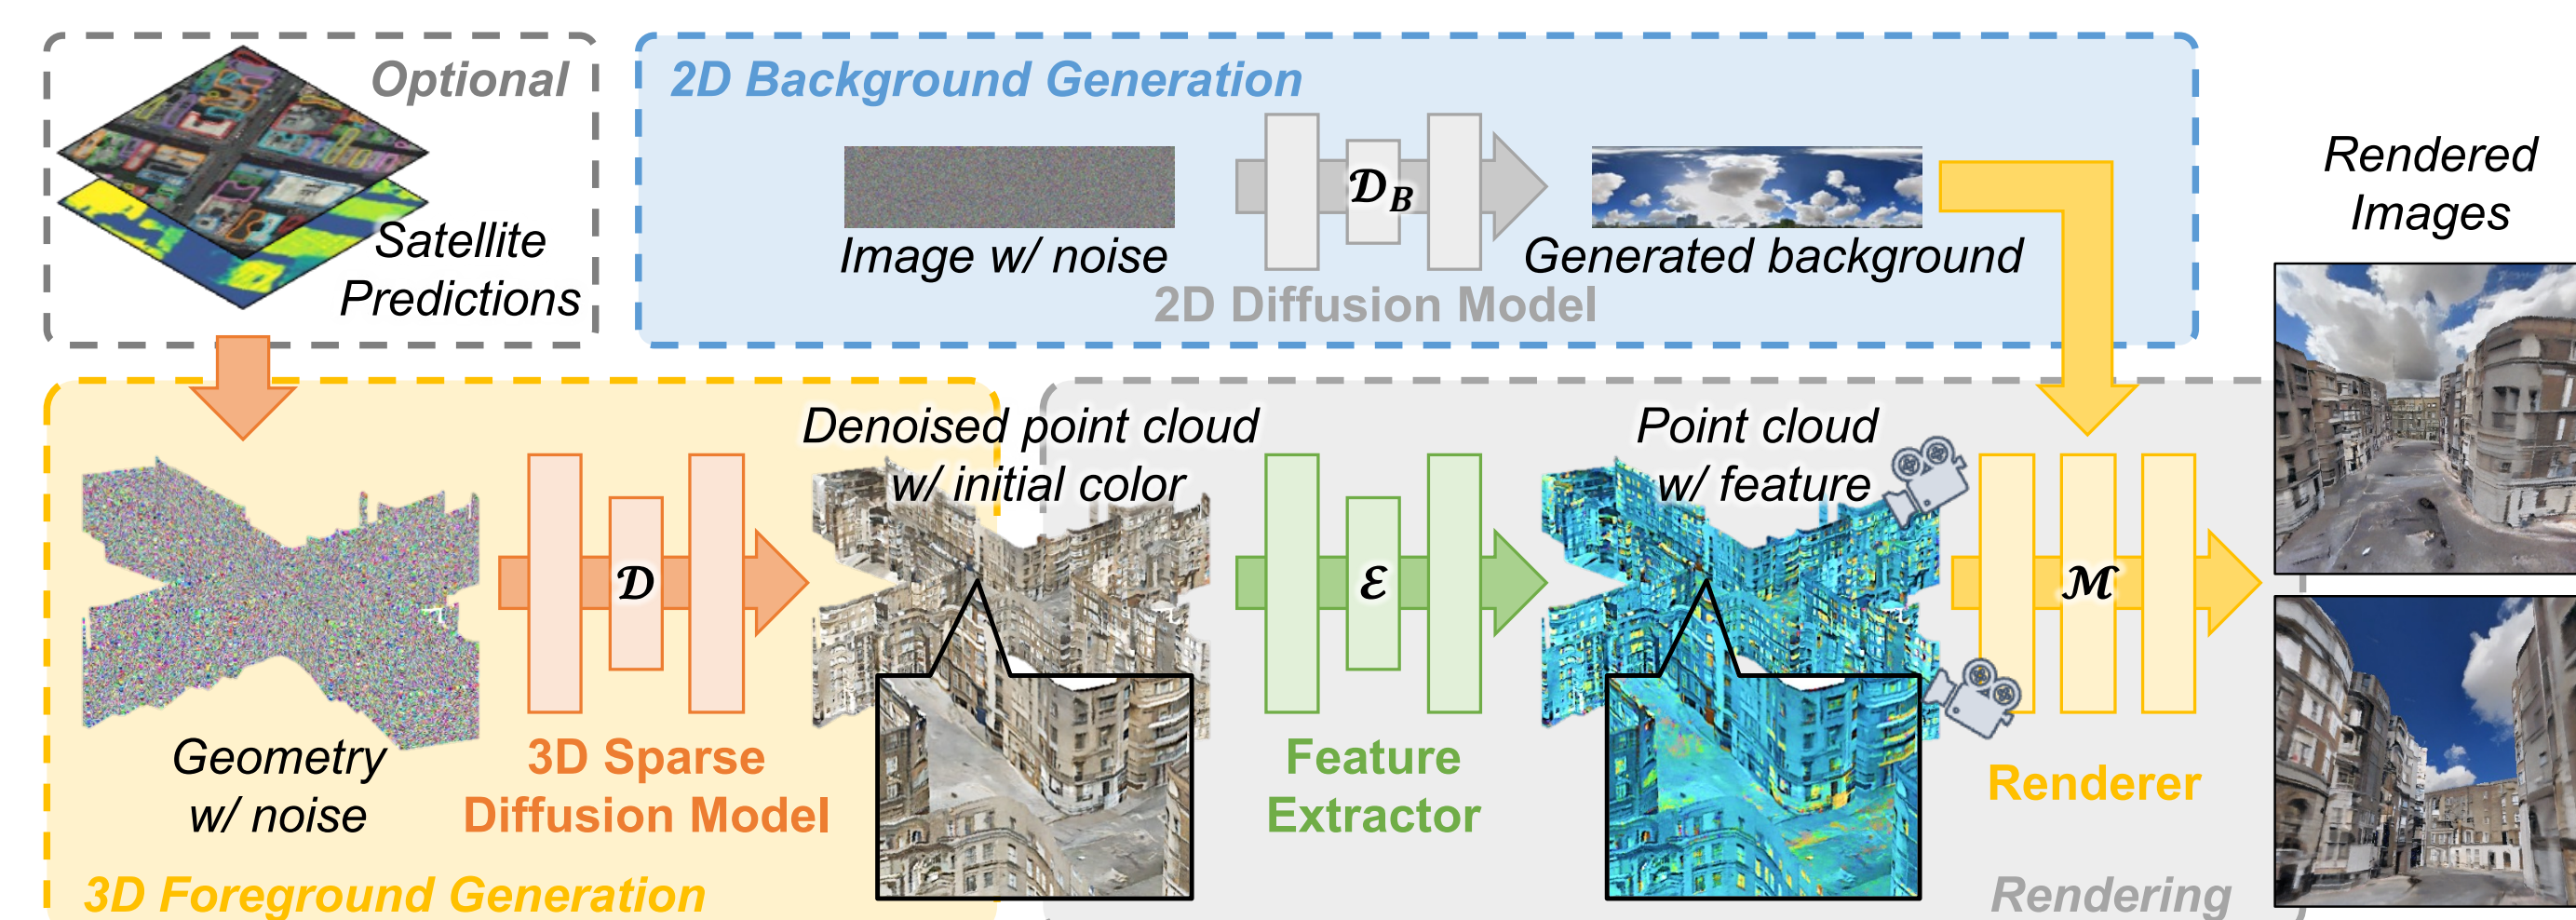 Optional
Satellite
Predictions
2D Background Generation
Image w/ noise
𝒟_B
Generated background
2D Diffusion Model
Rendered
Images
Geometry
w/ noise
𝒟
3D Sparse
Diffusion Model
3D Foreground Generation
Denoised point cloud
w/ initial color
ℰ
Feature
Extractor
Point cloud
w/ feature
ℳ
Renderer
Rendering